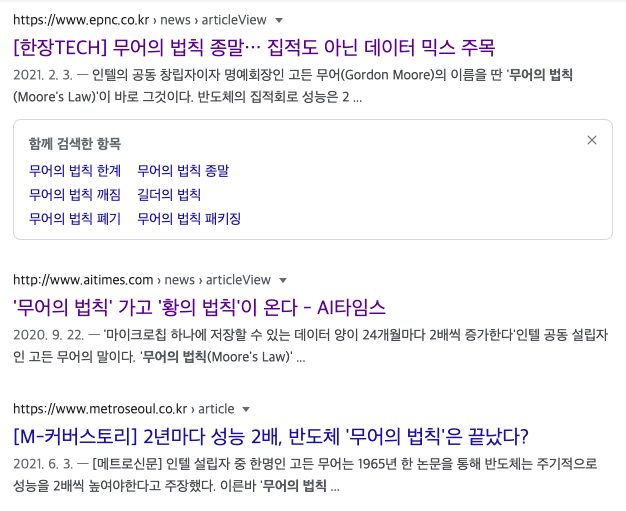 https://www.epnc.co.kr › news › articleView
[한장TECH] 무어의 법칙 종말··· 집적도 아닌 데이터 믹스 주목
2021. 2. 3. — 인텔의 공동 창립자이자 명예회장인 고든 무어(Gordon Moore)의 이름을 딴 '무어의 법칙
(Moore's Law)'이 바로 그것이다. 반도체의 집적회로 성능은 2 ...
함께 검색한 항목
무어의 법칙 한계 무어의 법칙 종말
무어의 법칙 깨짐 길더의 법칙
무어의 법칙 폐기 무어의 법칙 패키징
http://www.aitimes.com › news › articleView
'무어의 법칙' 가고 '황의 법칙'이 온다 - AI타임스
2020. 9. 22. — '마이크로칩 하나에 저장할 수 있는 데이터 양이 24개월마다 2배씩 증가한다'인텔 공동 설립자
인 고든 무어의 말이다. '무어의 법칙(Moore's Law)' ...
https://www.metroseoul.co.kr › article
[M-커버스토리] 2년마다 성능 2배, 반도체 '무어의 법칙'은 끝났다?
2021. 6. 3. — [메트로신문] 인텔 설립자 중 한명인 고든 무어는 1965년 한 논문을 통해 반도체는 주기적으로
성능을 2배씩 높여야한다고 주장했다. 이른바 '무어의 법칙 ...